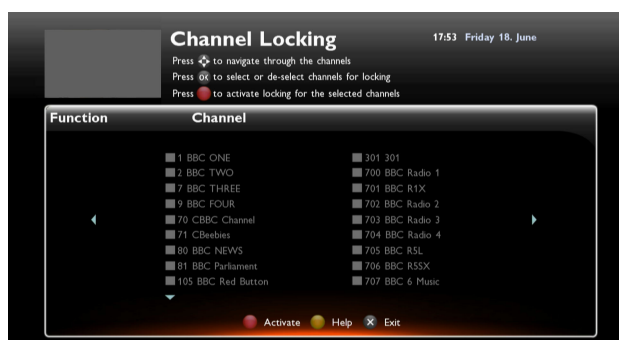 Channel Locking
17:53 Friday 18. June
Press to navigate through the channels
Press OK to select or de-select channels for locking
Press to activate locking for the selected channels
Function Channel
1 BBC ONE
2 BBC TWO
7 BBC THREE
9 BBC FOUR
70 CBBC Channel
71 CBeebies
80 BBC NEWS
81 BBC Parliament
105 BBC Red Button
301 301
700 BBC Radio 1
701 BBC R1X
702 BBC Radio 2
703 BBC Radio 3
704 BBC Radio 4
705 BBC R5L
706 BBC R5SX
707 BBC 6 Music
Activate Help X Exit